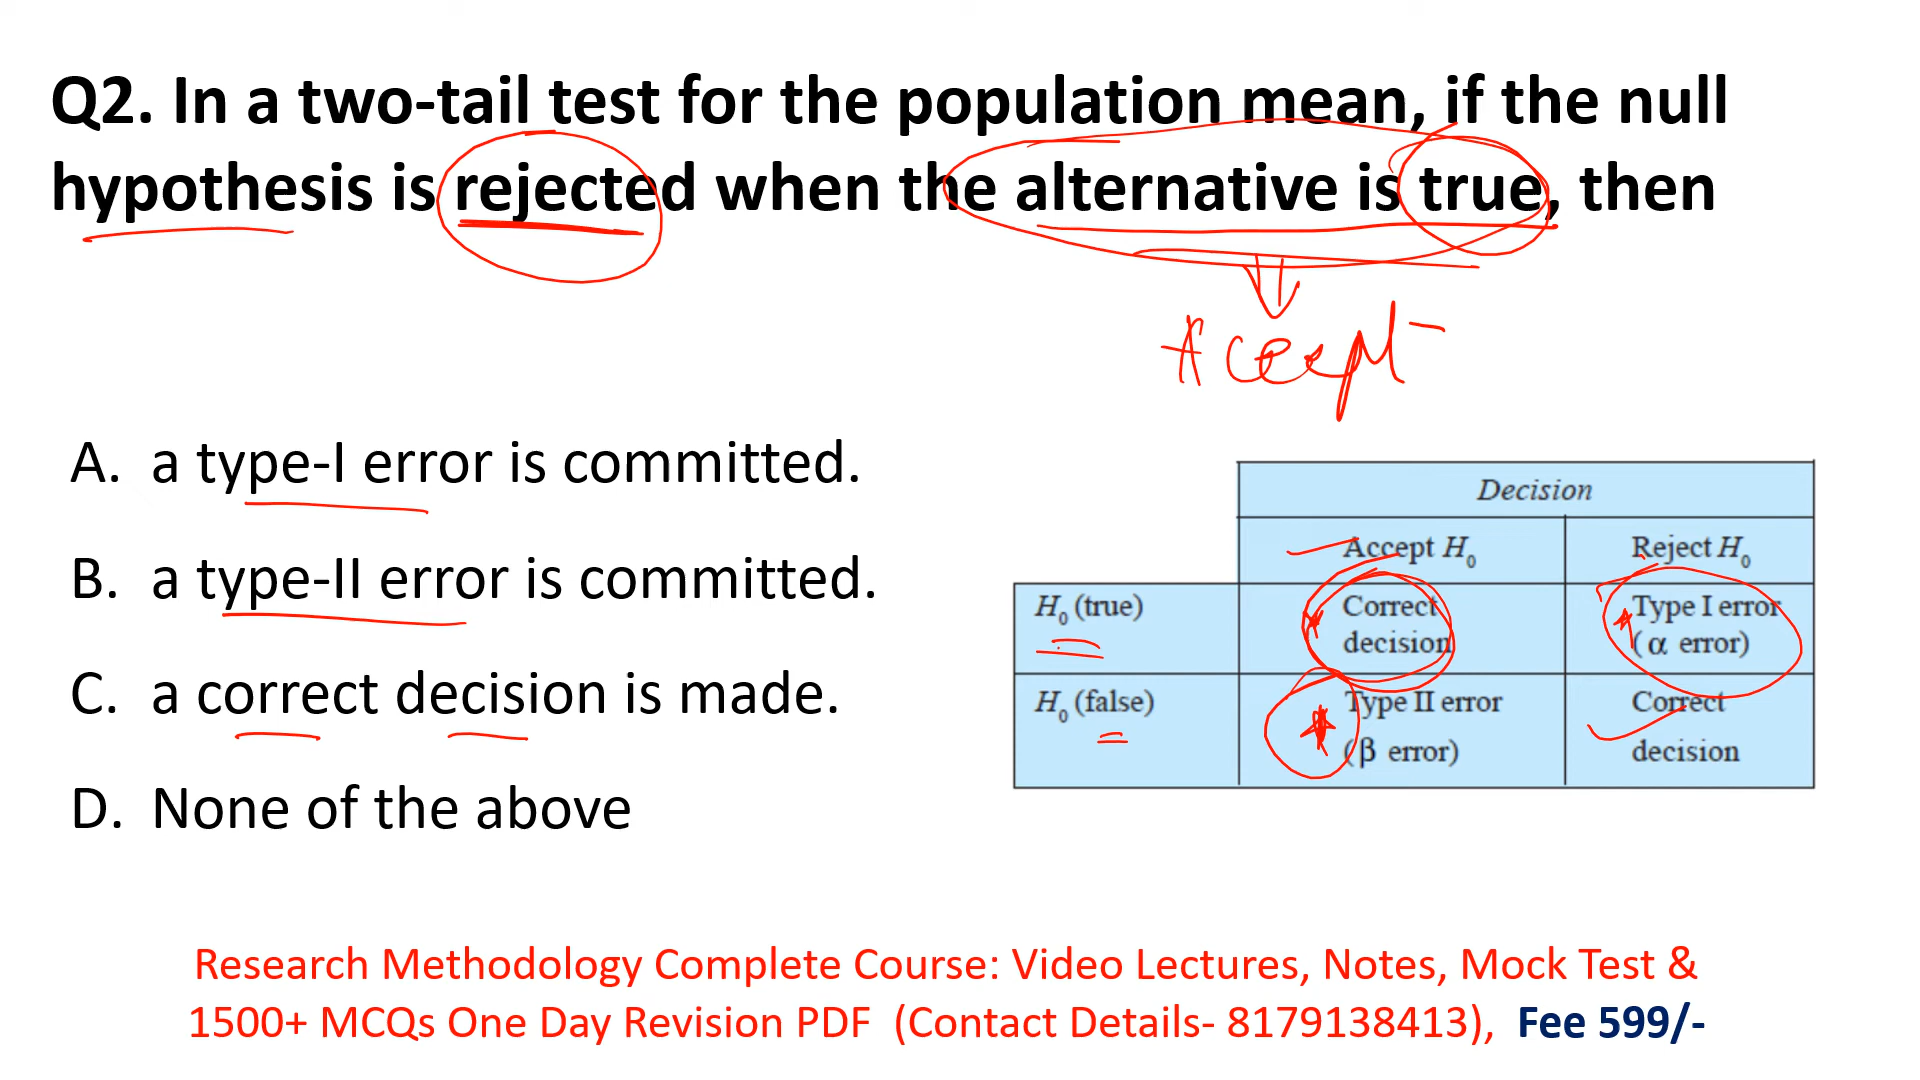 Q2. In a two-tail test for the population mean, if the null
hypothesis is rejected when the alternative is true, then
Accept
A. a type-I error is committed.
B. a type-II error is committed.
C. a correct decision is made.
D. None of the above
Decision
Accept H₀ Reject H₀
H₀ (true) Correct decision Type I error (α error)
H₀ (false) Type II error (β error) Correct decision
Research Methodology Complete Course: Video Lectures, Notes, Mock Test &
1500+ MCQs One Day Revision PDF (Contact Details- 8179138413), Fee 599/-